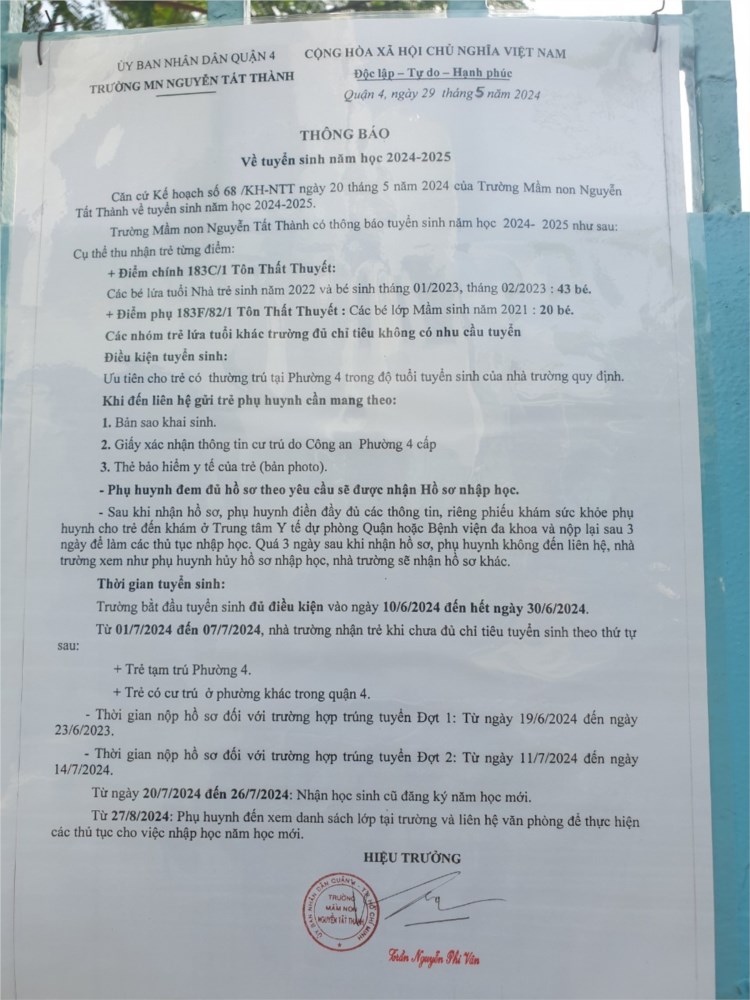 ỦY BAN NHÂN DÂN QUẬN 4
CỘNG HÒA XÃ HỘI CHỦ NGHĨA VIỆT NAM
TRƯỜNG MN NGUYỄN TẤT THÀNH
Độc lập – Tự do – Hạnh phúc
Quận 4, ngày 29 tháng 5 năm 2024
THÔNG BÁO
Về tuyển sinh năm học 2024-2025
Căn cứ Kế hoạch số 68 /KH-NTT ngày 20 tháng 5 năm 2024 của Trường Mầm non Nguyễn
Tất Thành về tuyển sinh năm học 2024-2025.
Trường Mầm non Nguyễn Tất Thành có thông báo tuyển sinh năm học 2024- 2025 như sau:
Cụ thể thu nhận trẻ từng điểm:
+ Điểm chính 183C/1 Tôn Thất Thuyết:
Các bé lứa tuổi Nhà trẻ sinh năm 2022 và bé sinh tháng 01/2023, tháng 02/2023 : 43 bé.
+ Điểm phụ 183F/82/1 Tôn Thất Thuyết : Các bé lớp Mầm sinh năm 2021 : 20 bé.
Các nhóm trẻ lứa tuổi khác trường đủ chỉ tiêu không có nhu cầu tuyển
Điều kiện tuyển sinh:
Ưu tiên cho trẻ có thường trú tại Phường 4 trong độ tuổi tuyển sinh của nhà trường quy định.
Khi đến liên hệ gửi trẻ phụ huynh cần mang theo:
1. Bản sao khai sinh.
2. Giấy xác nhận thông tin cư trú do Công an Phường 4 cấp
3. Thẻ bảo hiểm y tế của trẻ (bản photo).
- Phụ huynh đem đủ hồ sơ theo yêu cầu sẽ được nhận Hồ sơ nhập học.
- Sau khi nhận hồ sơ, phụ huynh điền đầy đủ các thông tin, riêng phiếu khám sức khỏe phụ
huynh cho trẻ đến khám ở Trung tâm Y tế dự phòng Quận hoặc Bệnh viện đa khoa và nộp lại sau 3
ngày để làm các thủ tục nhập học. Quá 3 ngày sau khi nhận hồ sơ, phụ huynh không đến liên hệ, nhà
trường xem như phụ huynh hủy hồ sơ nhập học, nhà trường sẽ nhận hồ sơ khác.
Thời gian tuyển sinh:
Trường bắt đầu tuyển sinh đủ điều kiện vào ngày 10/6/2024 đến hết ngày 30/6/2024.
Từ 01/7/2024 đến 07/7/2024, nhà trường nhận trẻ khi chưa đủ chỉ tiêu tuyển sinh theo thứ tự
sau:
+ Trẻ tạm trú Phường 4.
+ Trẻ có cư trú ở phường khác trong quận 4.
- Thời gian nộp hồ sơ đối với trường hợp trúng tuyển Đợt 1: Từ ngày 19/6/2024 đến ngày
23/6/2023.
- Thời gian nộp hồ sơ đối với trường hợp trúng tuyển Đợt 2: Từ ngày 11/7/2024 đến ngày
14/7/2024.
Từ ngày 20/7/2024 đến 26/7/2024: Nhận học sinh cũ đăng ký năm học mới.
Từ 27/8/2024: Phụ huynh đến xem danh sách lớp tại trường và liên hệ văn phòng để thực hiện
các thủ tục cho việc nhập học năm học mới.
HIỆU TRƯỞNG
ỦY BAN NHÂN DÂN QUẬN 4 - T.P HỒ CHÍ MINH
TRƯỜNG
MẦM NON
NGUYỄN TẤT THÀNH
Trần Nguyễn Phi Vân